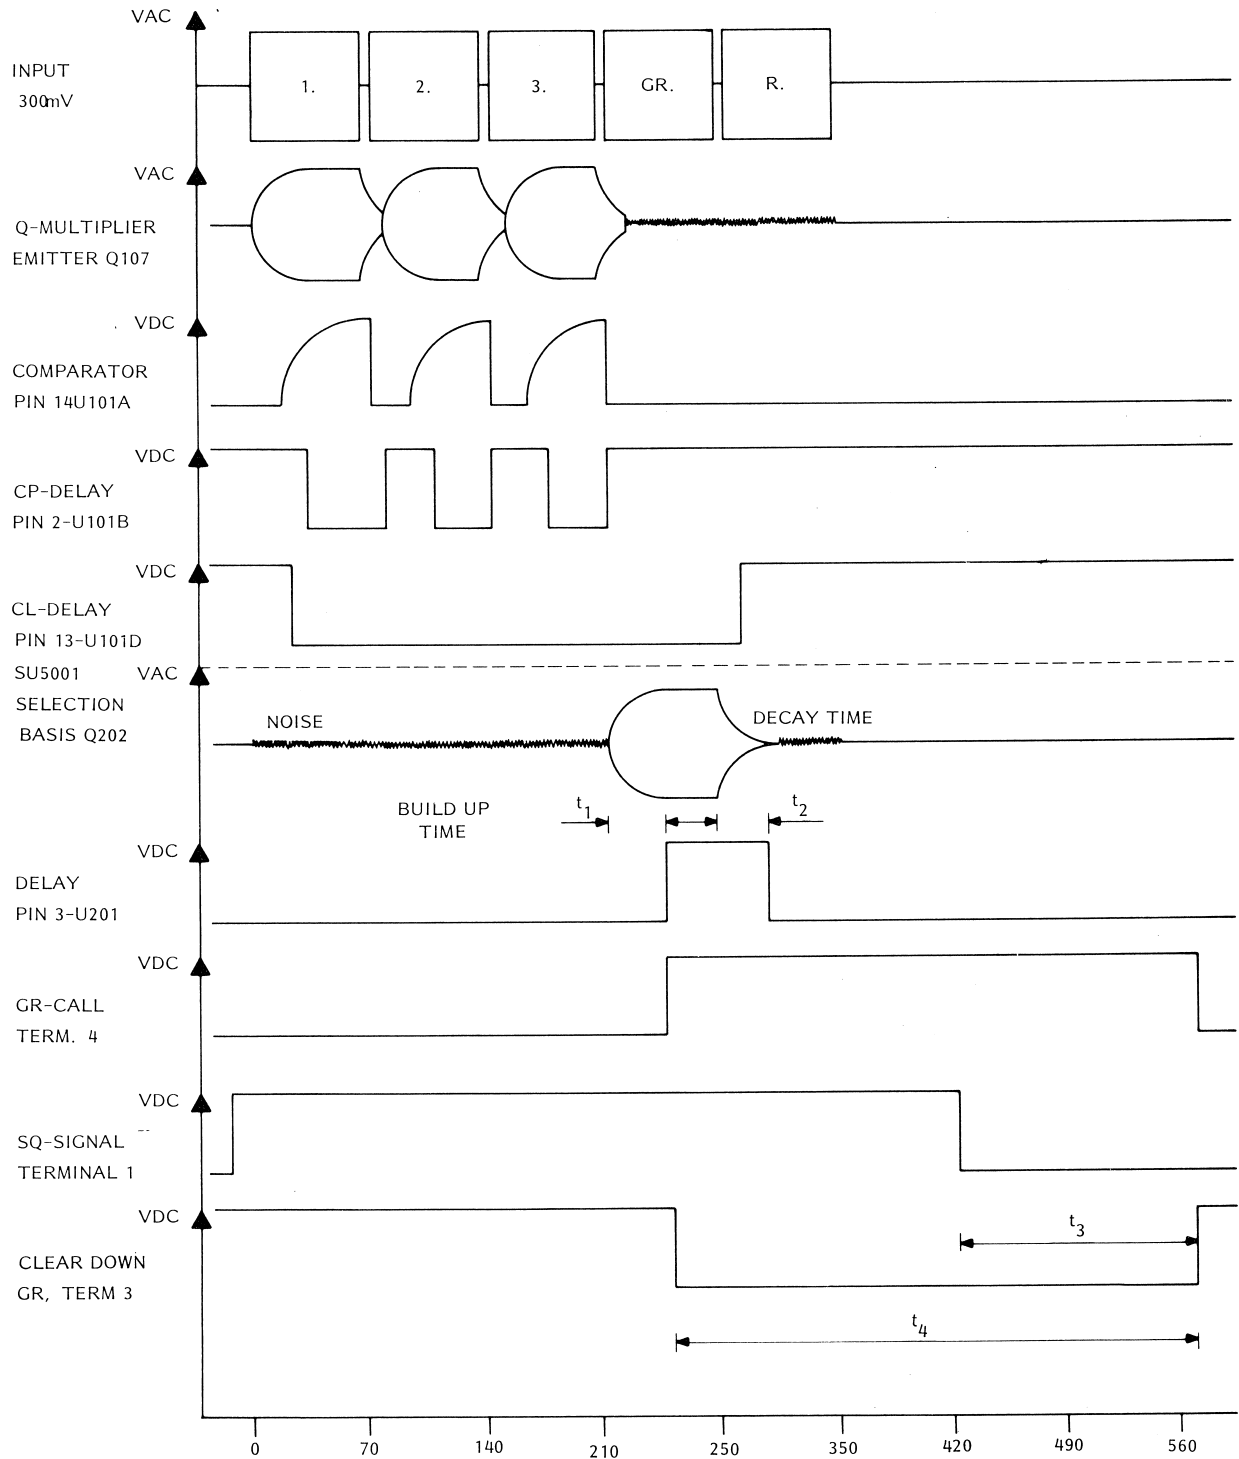 VAC
INPUT
300mV
1. 2. 3. GR. R.
VAC
Q-MULTIPLIER
EMITTER Q107
VDC
COMPARATOR
PIN 14U101A
VDC
CP-DELAY
PIN 2-U101B
VDC
CL-DELAY
PIN 13-U101D
SU5001 VAC
SELECTION
BASIS Q202
NOISE
DECAY TIME
BUILD UP
TIME
t1
t2
VDC
DELAY
PIN 3-U201
VDC
GR-CALL
TERM. 4
VDC
SQ-SIGNAL
TERMINAL 1
VDC
CLEAR DOWN
GR, TERM 3
t3
t4
0 70 140 210 250 350 420 490 560